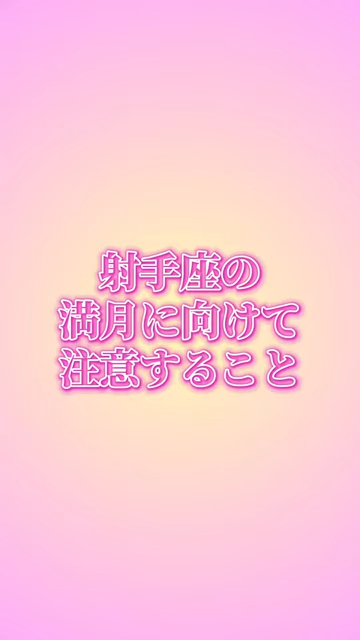 射手座の
満月に向けて
注意すること